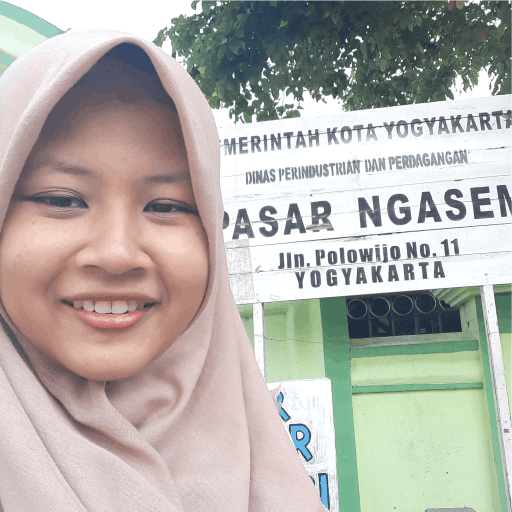 MERINTAH KOTA YOGYAKARTA
DINAS PERINDUSTRIAN DAN PERDAGANGAN
PASAR NGASEM
Jln. Polowijo No. 11
YOGYAKARTA
R